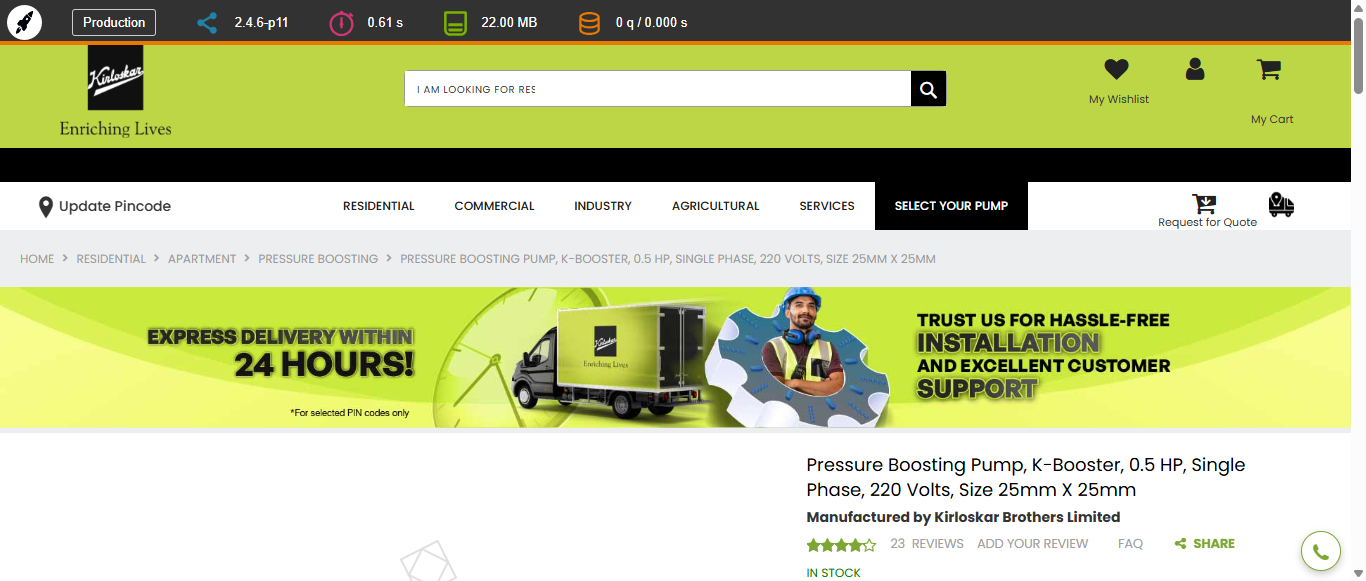 Production
2.4.6-p11
0.61 s
22.00 MB
0 q / 0.000 s
Kirloskar
Enriching Lives
I AM LOOKING FOR RES
My Wishlist
My Cart
Update Pincode
RESIDENTIAL
COMMERCIAL
INDUSTRY
AGRICULTURAL
SERVICES
SELECT YOUR PUMP
Request for Quote
HOME > RESIDENTIAL > APARTMENT > PRESSURE BOOSTING > PRESSURE BOOSTING PUMP, K-BOOSTER, 0.5 HP, SINGLE PHASE, 220 VOLTS, SIZE 25MM X 25MM
EXPRESS DELIVERY WITHIN
24 HOURS!
*For selected PIN codes only
Kirloskar
Enriching Lives
TRUST US FOR HASSLE-FREE
INSTALLATION
AND EXCELLENT CUSTOMER
SUPPORT
Pressure Boosting Pump, K-Booster, 0.5 HP, Single
Phase, 220 Volts, Size 25mm X 25mm
Manufactured by Kirloskar Brothers Limited
23 REVIEWS ADD YOUR REVIEW FAQ SHARE
IN STOCK